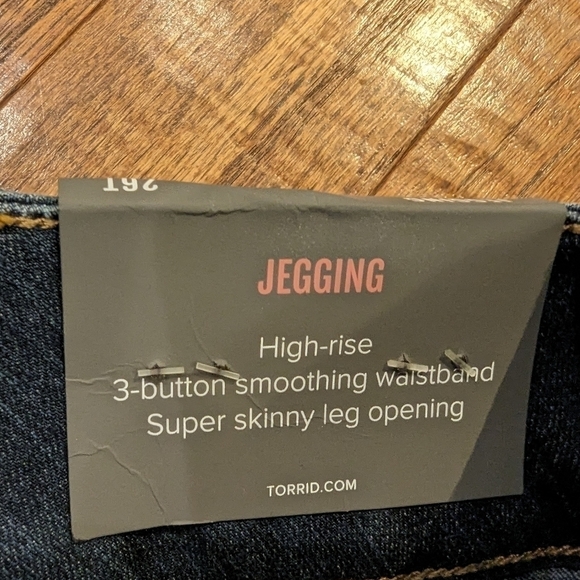 26T
JEGGING
High-rise
3-button smoothing waistband
Super skinny leg opening
TORRID.COM